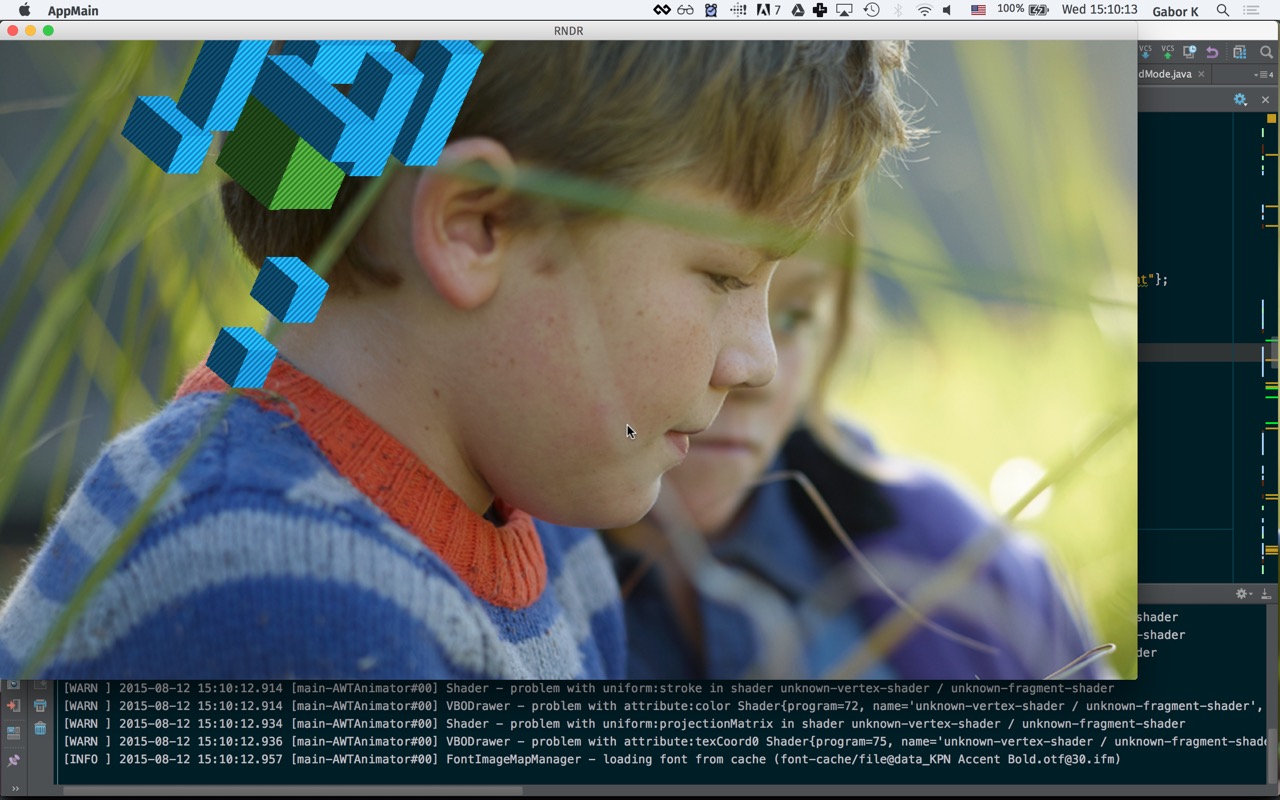 AppMain
7
100%
Wed 15:10:13
Gabor K
RNDR
VCS
VCS
dMode.java
4
nt"};
shader
-shader
der
[WARN ] 2015-08-12 15:10:12.914 [main-AWTAnimator#00] Shader - problem with uniform:stroke in shader unknown-vertex-shader / unknown-fragment-shader
[WARN ] 2015-08-12 15:10:12.914 [main-AWTAnimator#00] VBODrawer - problem with attribute:color Shader{program=72, name='unknown-vertex-shader / unknown-fragment-shader',
[WARN ] 2015-08-12 15:10:12.934 [main-AWTAnimator#00] Shader - problem with uniform:projectionMatrix in shader unknown-vertex-shader / unknown-fragment-shader
[WARN ] 2015-08-12 15:10:12.936 [main-AWTAnimator#00] VBODrawer - problem with attribute:texCoord0 Shader{program=75, name='unknown-vertex-shader / unknown-fragment-shade
[INFO ] 2015-08-12 15:10:12.957 [main-AWTAnimator#00] FontImageMapManager - loading font from cache (font-cache/file@data_KPN Accent Bold.otf@30.ifm)